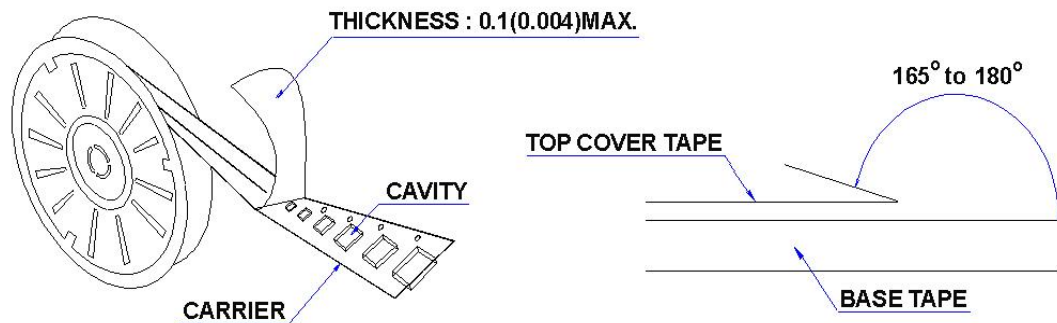 THICKNESS : 0.1(0.004)MAX.
165° to 180°
TOP COVER TAPE
CAVITY
BASE TAPE
CARRIER